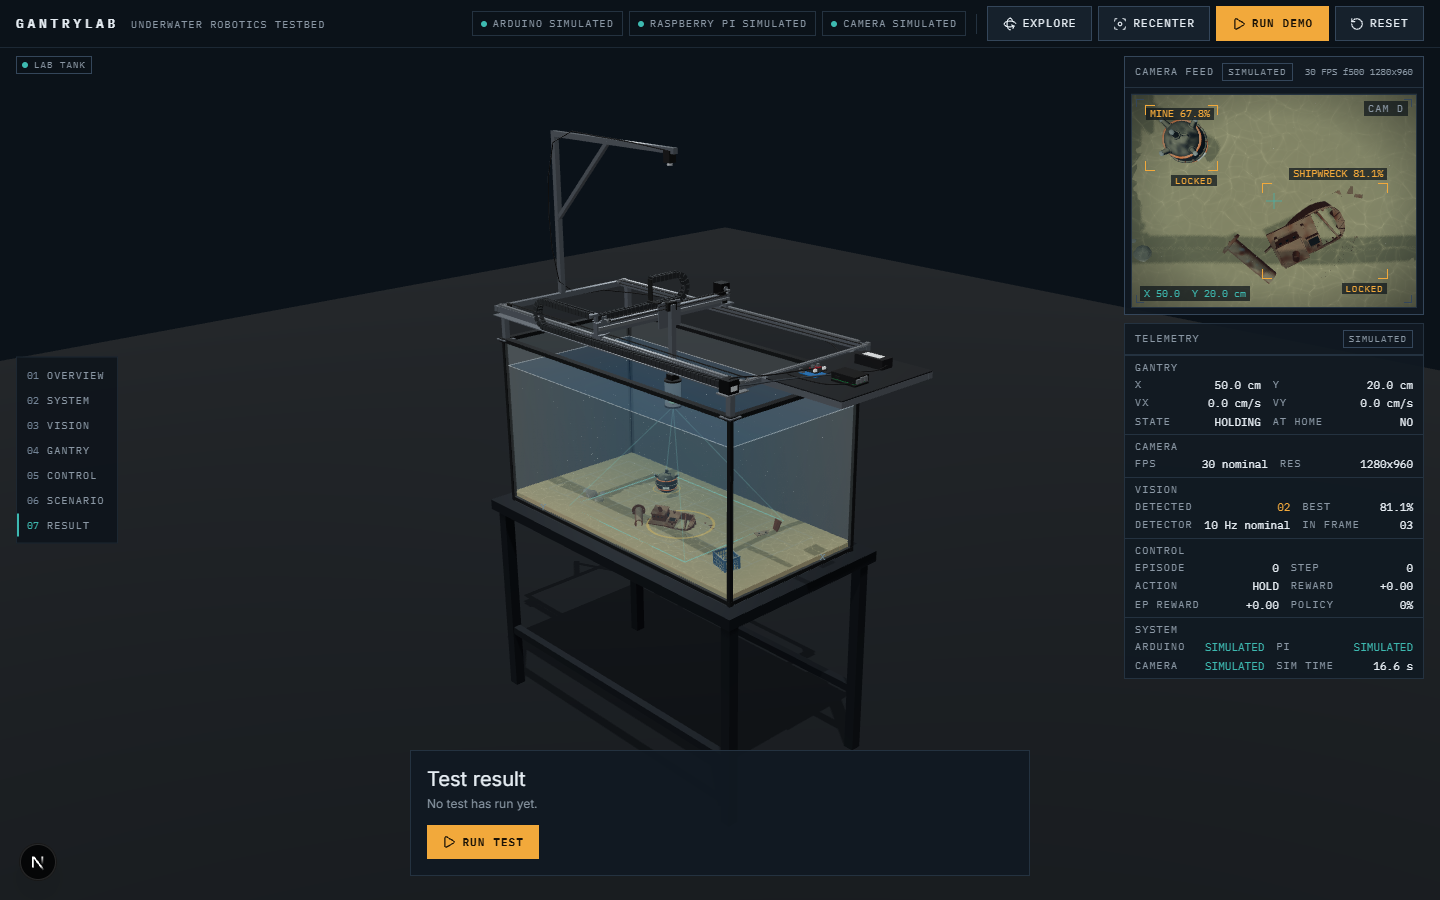 GANTRYLAB UNDERWATER ROBOTICS TESTBED ARDUINO SIMULATED RASPBERRY PI SIMULATED CAMERA SIMULATED EXPLORE RECENTER RUN DEMO RESET
LAB TANK
CAMERA FEED SIMULATED 30 FPS f500 1280x960
CAM D
MINE 67.8%
LOCKED
SHIPWRECK 81.1%
LOCKED
X 50.0 Y 20.0 cm
TELEMETRY SIMULATED
GANTRY
X 50.0 cm Y 20.0 cm
VX 0.0 cm/s VY 0.0 cm/s
STATE HOLDING AT HOME NO
CAMERA
FPS 30 nominal RES 1280x960
VISION
DETECTED 02 BEST 81.1%
DETECTOR 10 Hz nominal IN FRAME 03
CONTROL
EPISODE 0 STEP 0
ACTION HOLD REWARD +0.00
EP REWARD +0.00 POLICY 0%
SYSTEM
ARDUINO SIMULATED PI SIMULATED
CAMERA SIMULATED SIM TIME 16.6 s
01 OVERVIEW
02 SYSTEM
03 VISION
04 GANTRY
05 CONTROL
06 SCENARIO
07 RESULT
Test result
No test has run yet.
RUN TEST
N